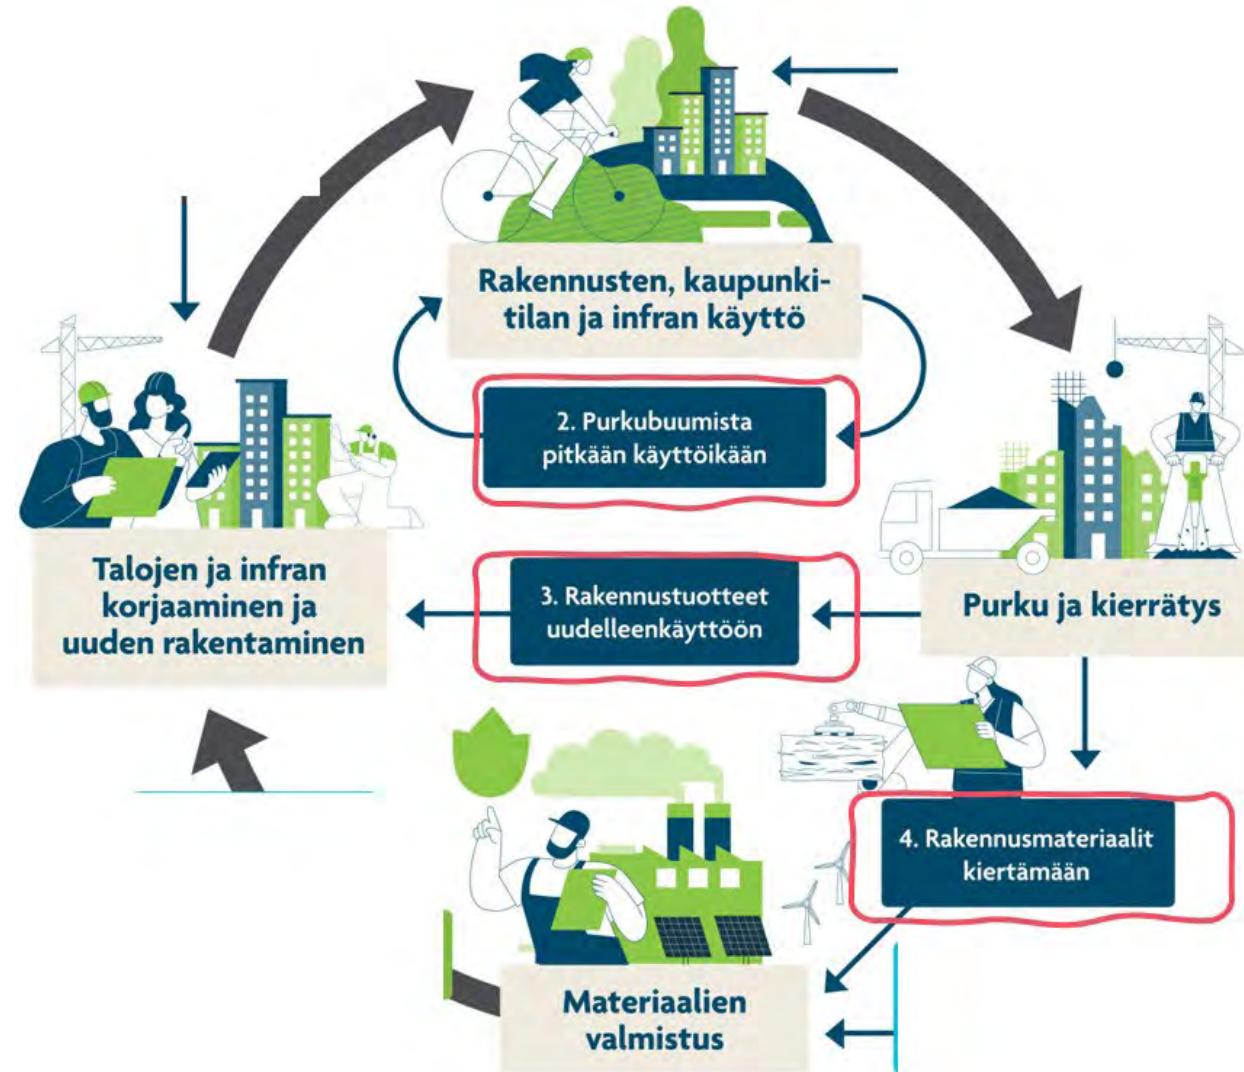 Rakennusten, kaupunki-
tilan ja infran käyttö
2. Purkubuumista
pitkään käyttöikään
Talojen ja infran
korjaaminen ja
uuden rakentaminen
3. Rakennustuotteet
uudelleenkäyttöön
Purku ja kierrätys
4. Rakennusmateriaalit
kiertämään
Materiaalien
valmistus